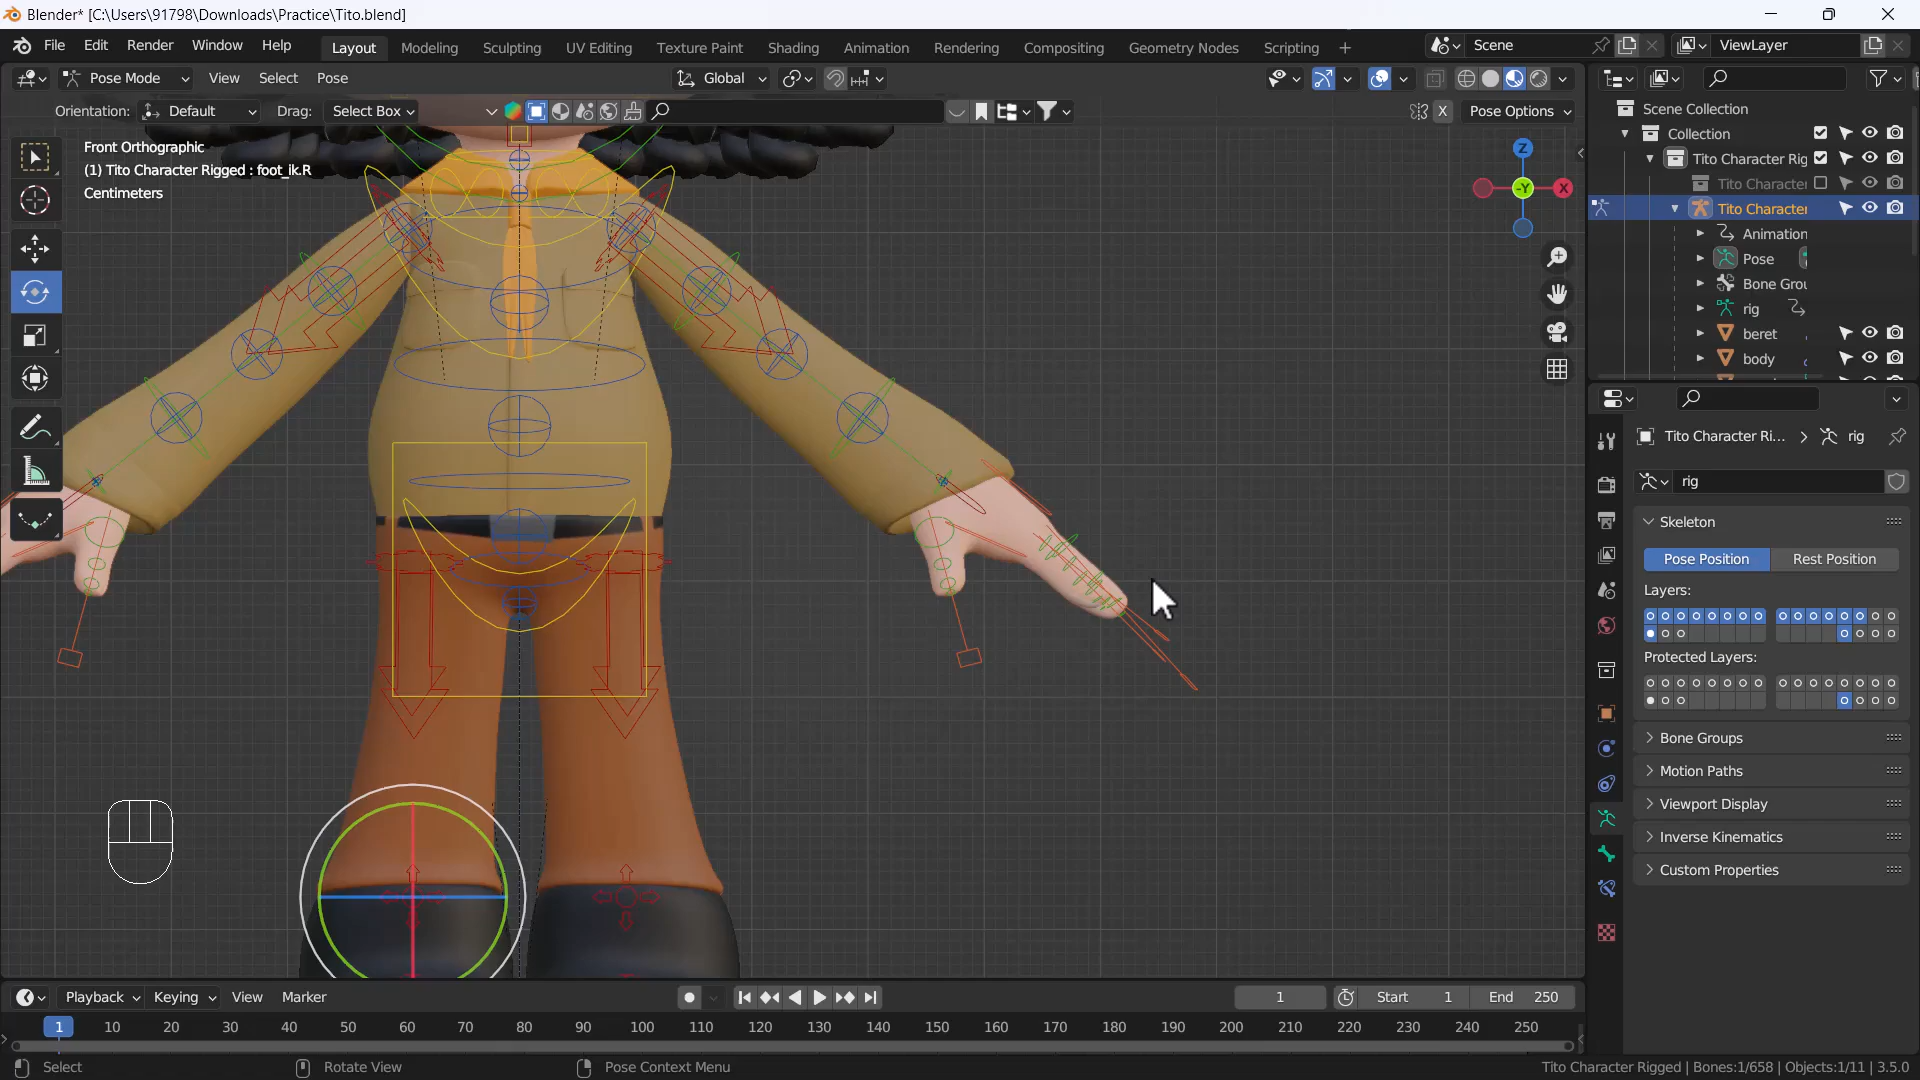 Blender* [C:\Users\91798\Downloads\Practice\Tito.blend]
File Edit Render Window Help Layout Modeling Sculpting UV Editing Texture Paint Shading Animation Rendering Compositing Geometry Nodes Scripting + Scene ViewLayer
Pose Mode View Select Pose Global
Orientation: Default Drag: Select Box X Pose Options
Front Orthographic
(1) Tito Character Rigged : foot_ik.R
Centimeters
Z
-Y X
Scene Collection
Collection
Tito Character Rig
Tito Character
Tito Character
Animation
Pose
Bone Grou
rig
beret
body
Tito Character Ri... rig
rig
Skeleton
Pose Position Rest Position
Layers:
Protected Layers:
Bone Groups
Motion Paths
Viewport Display
Inverse Kinematics
Custom Properties
Playback Keying View Marker 1 Start 1 End 250
1 10 20 30 40 50 60 70 80 90 100 110 120 130 140 150 160 170 180 190 200 210 220 230 240 250
Select Rotate View Pose Context Menu Tito Character Rigged | Bones:1/658 | Objects:1/11 | 3.5.0